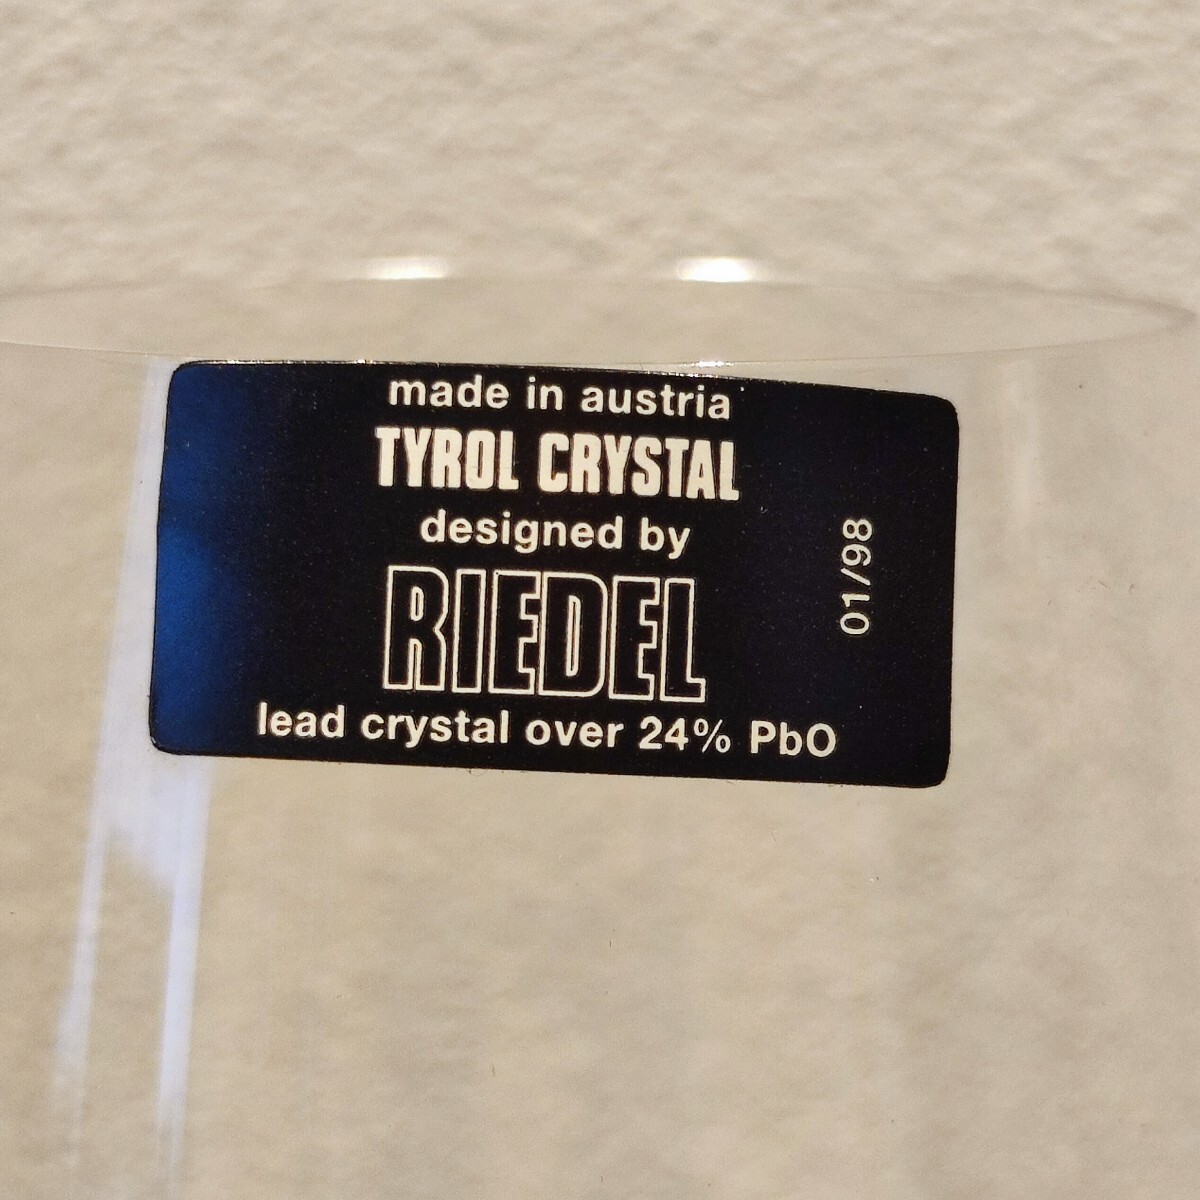 made in austria
TYROL CRYSTAL
designed by
RIEDEL
lead crystal over 24% PbO
01/98